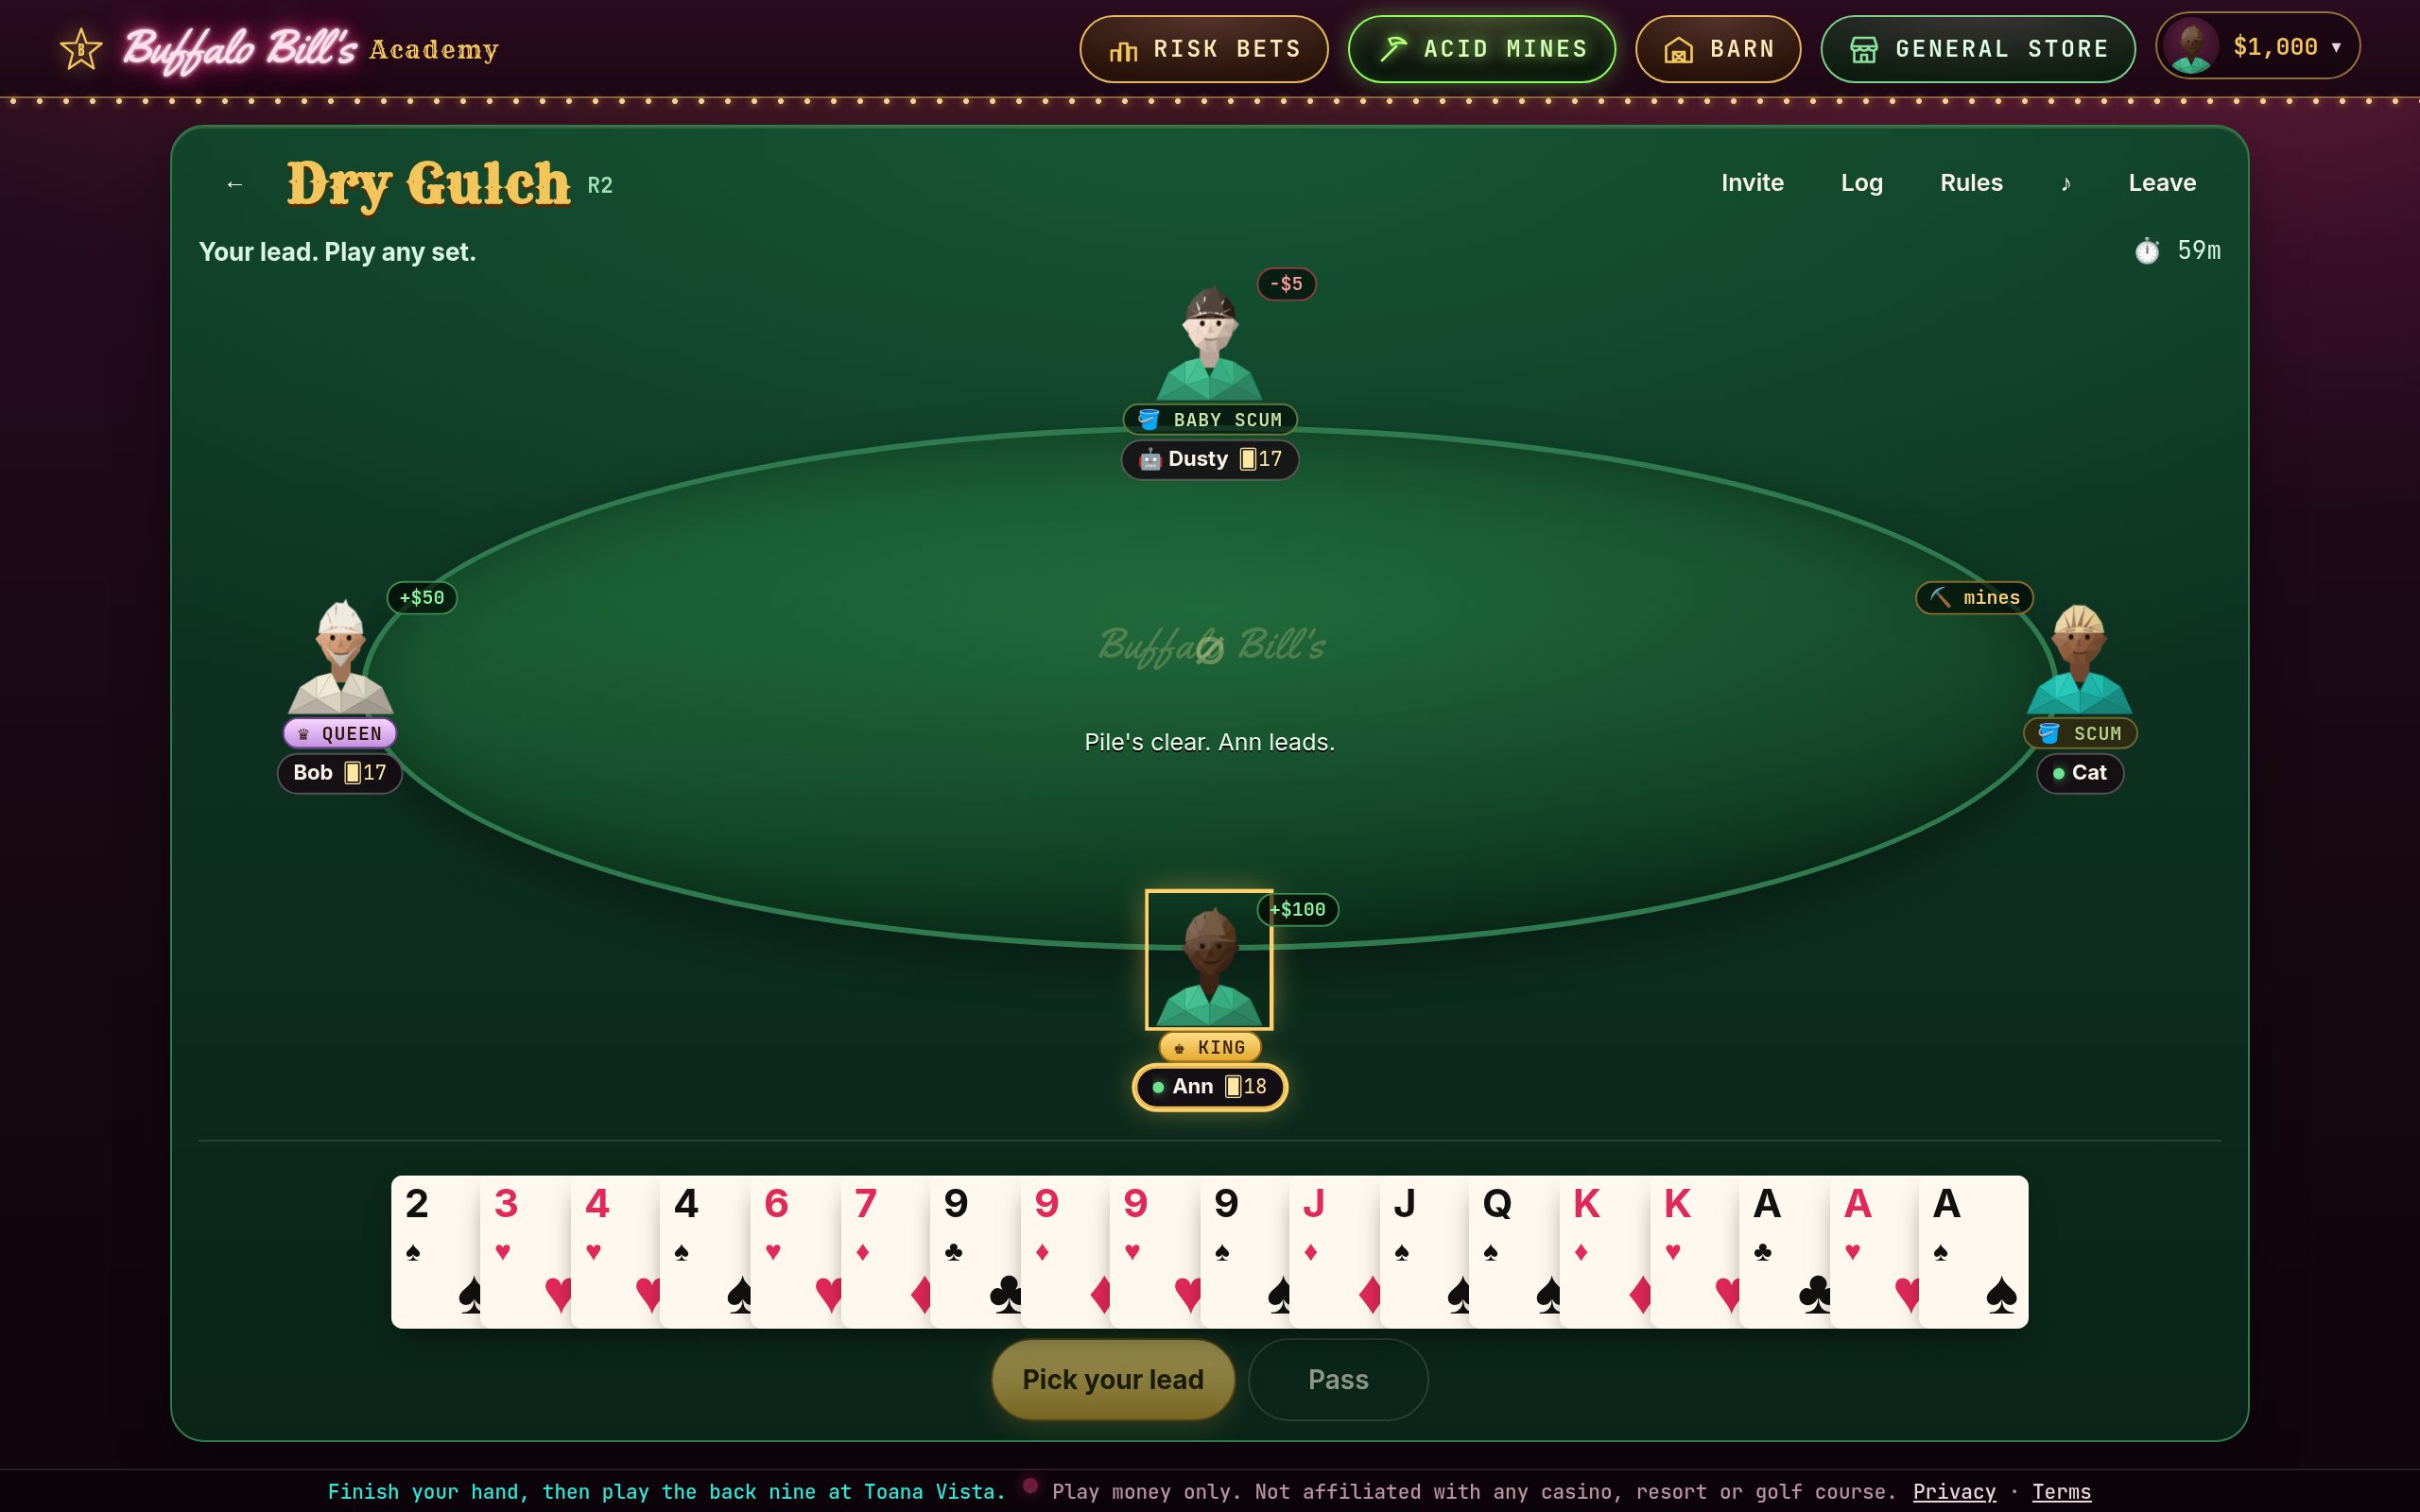 B Buffalo Bill's Academy RISK BETS ACID MINES BARN GENERAL STORE $1,000 ▼
← Dry Gulch R2 Invite Log Rules ♪ Leave
Your lead. Play any set. ⏱️ 59m
-$5
🪣 BABY SCUM
🤖 Dusty 17
+$50
⛏️ mines
Buffalo Bill's
Ø
♛ QUEEN
🪣 SCUM
Pile's clear. Ann leads.
Bob 17
Cat
+$100
♚ KING
Ann 18
2 3 4 4 6 7 9 9 9 9 J J Q K K A A A
♠ ♥ ♥ ♠ ♥ ♦ ♣ ♦ ♥ ♠ ♦ ♠ ♠ ♦ ♥ ♣ ♥ ♠
Pick your lead Pass
Finish your hand, then play the back nine at Toana Vista. Play money only. Not affiliated with any casino, resort or golf course. Privacy · Terms